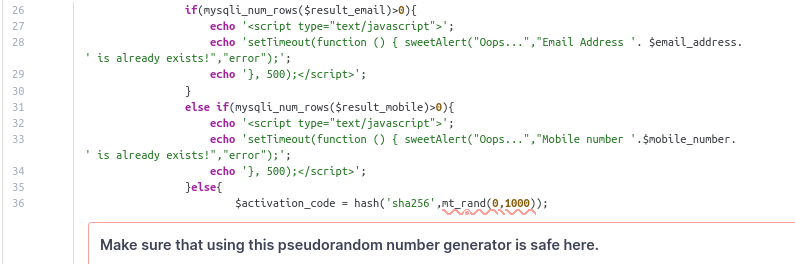 26 if(mysqli_num_rows($result_email)>0){
27 echo '<script type="text/javascript">';
28 echo 'setTimeout(function () { sweetAlert("Oops...","Email Address '. $email_address.
' is already exists!","error");';
29 echo '}, 500);</script>';
30 }
31 else if(mysqli_num_rows($result_mobile)>0){
32 echo '<script type="text/javascript">';
33 echo 'setTimeout(function () { sweetAlert("Oops...","Mobile number '.$mobile_number.
' is already exists!","error");';
34 echo '}, 500);</script>';
35 }else{
36 $activation_code = hash('sha256',mt_rand(0,1000));
Make sure that using this pseudorandom number generator is safe here.